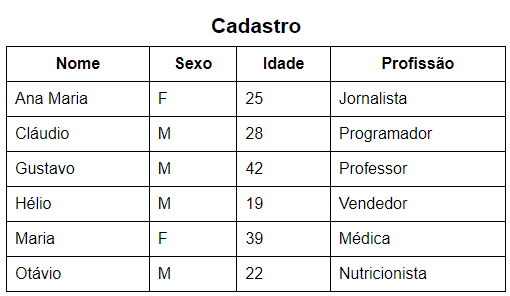 Cadastro
Nome Sexo Idade Profissão
Ana Maria F 25 Jornalista
Cláudio M 28 Programador
Gustavo M 42 Professor
Hélio M 19 Vendedor
Maria F 39 Médica
Otávio M 22 Nutricionista